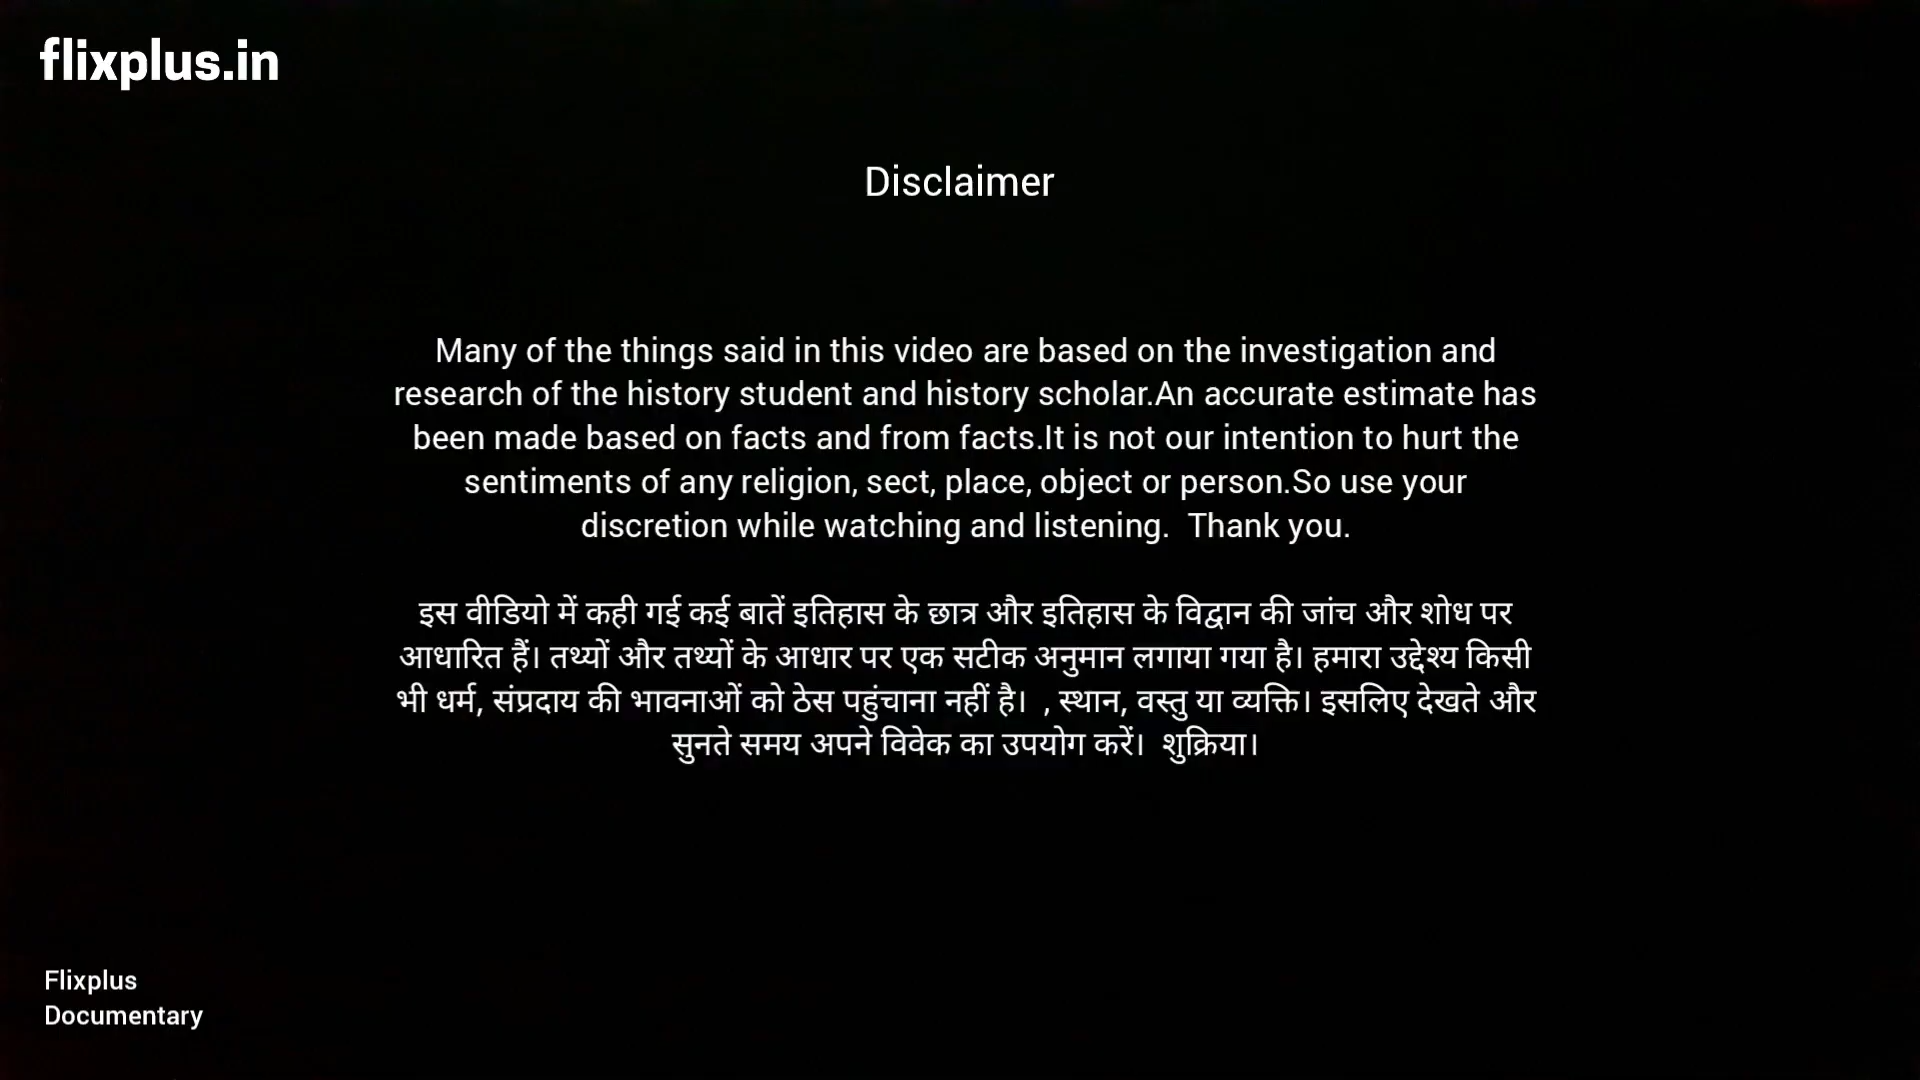 flixplus.in
Disclaimer
Many of the things said in this video are based on the investigation and
research of the history student and history scholar.An accurate estimate has
been made based on facts and from facts.It is not our intention to hurt the
sentiments of any religion, sect, place, object or person.So use your
discretion while watching and listening.  Thank you.
इस वीडियो में कही गई कई बातें इतिहास के छात्र और इतिहास के विद्वान की जांच और शोध पर
आधारित हैं। तथ्यों और तथ्यों के आधार पर एक सटीक अनुमान लगाया गया है। हमारा उद्देश्य किसी
भी धर्म, संप्रदाय की भावनाओं को ठेस पहुंचाना नहीं है।  , स्थान, वस्तु या व्यक्ति। इसलिए देखते और
सुनते समय अपने विवेक का उपयोग करें।  शुक्रिया।
Flixplus
Documentary